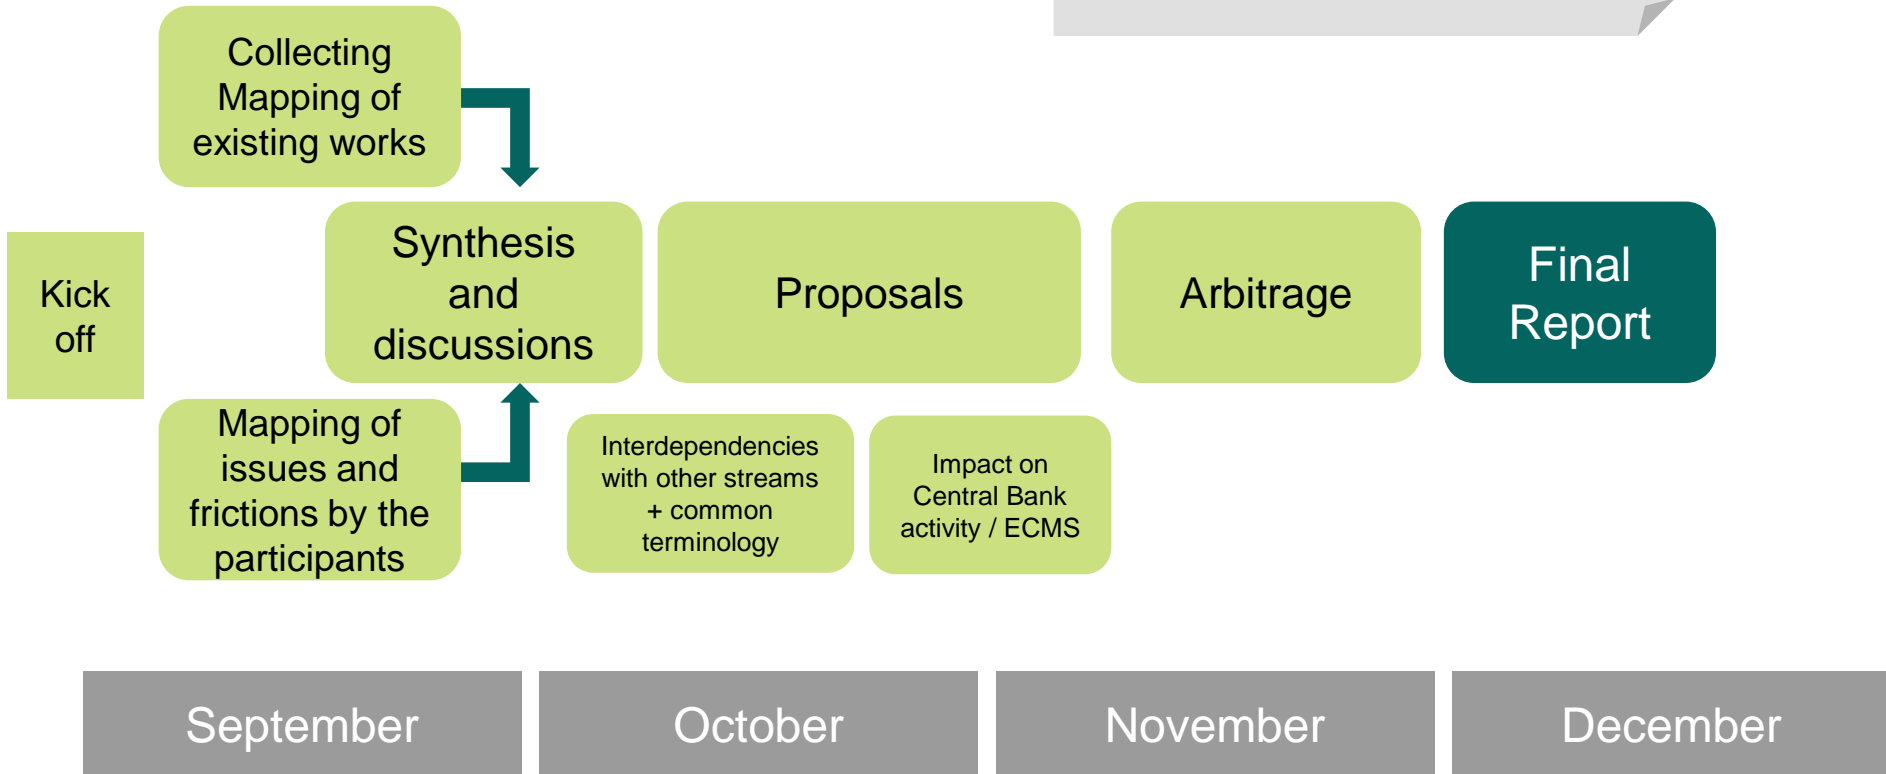 Collecting
Mapping of
existing works
Kick
off
Synthesis
and
discussions
Proposals
Arbitrage
Final
Report
Mapping of
issues and
frictions by the
participants
Interdependencies
with other streams
+ common
terminology
Impact on
Central Bank
activity / ECMS
September
October
November
December